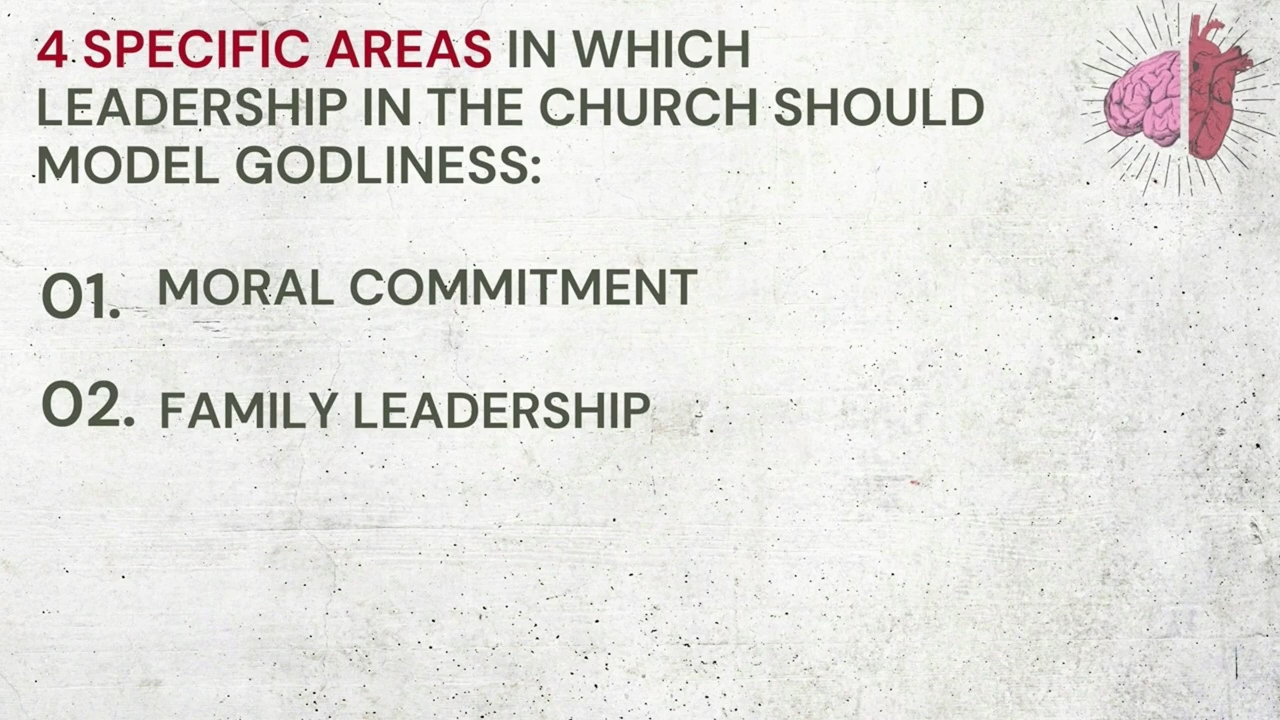 4 SPECIFIC AREAS IN WHICH
LEADERSHIP IN THE CHURCH SHOULD
MODEL GODLINESS:
01. MORAL COMMITMENT
02. FAMILY LEADERSHIP